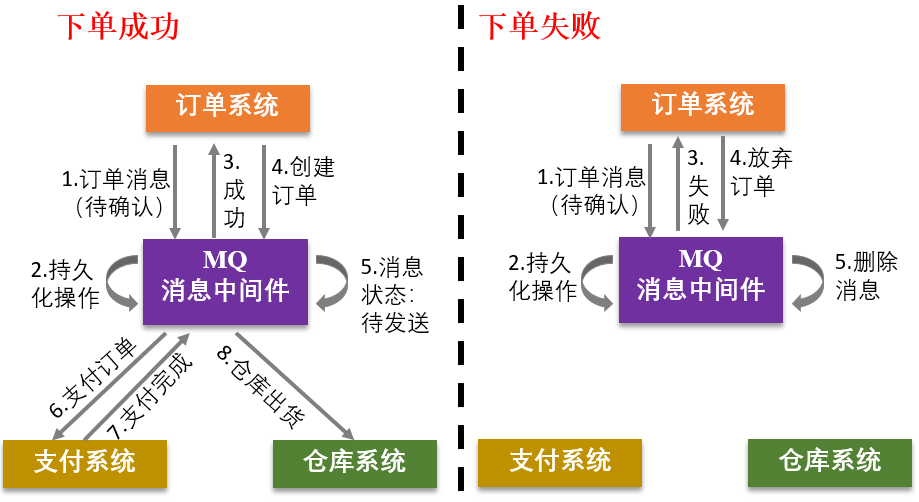 下单成功
订单系统
1.订单消息
（待确认）
3.
成
功
4.创建
订单
2.持久
化操作
MQ
消息中间件
5.消息
状态：
待发送
6.支付订单
7.支付完成
8.仓库出货
支付系统
仓库系统
下单失败
订单系统
1.订单消息
（待确认）
3.
失
败
4.放弃
订单
2.持久
化操作
MQ
消息中间件
5.删除
消息
支付系统
仓库系统